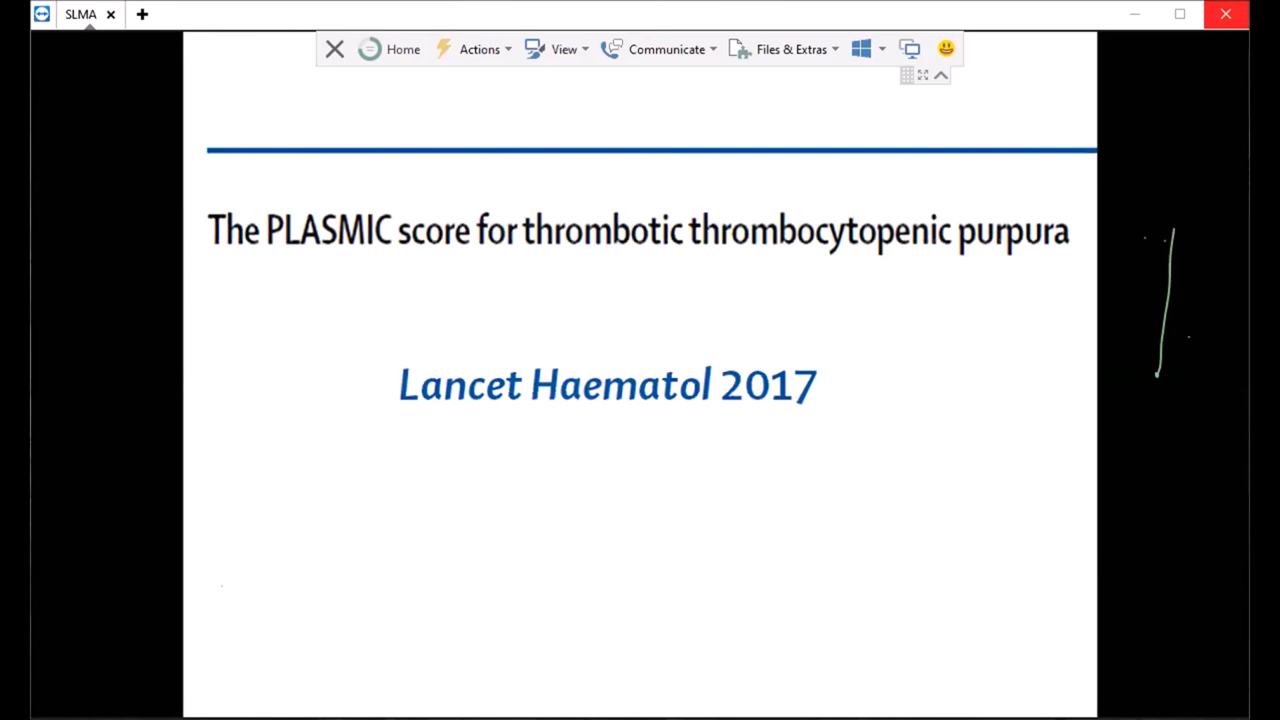 SLMA
Home Actions View Communicate Files & Extras
The PLASMIC score for thrombotic thrombocytopenic purpura
Lancet Haematol 2017